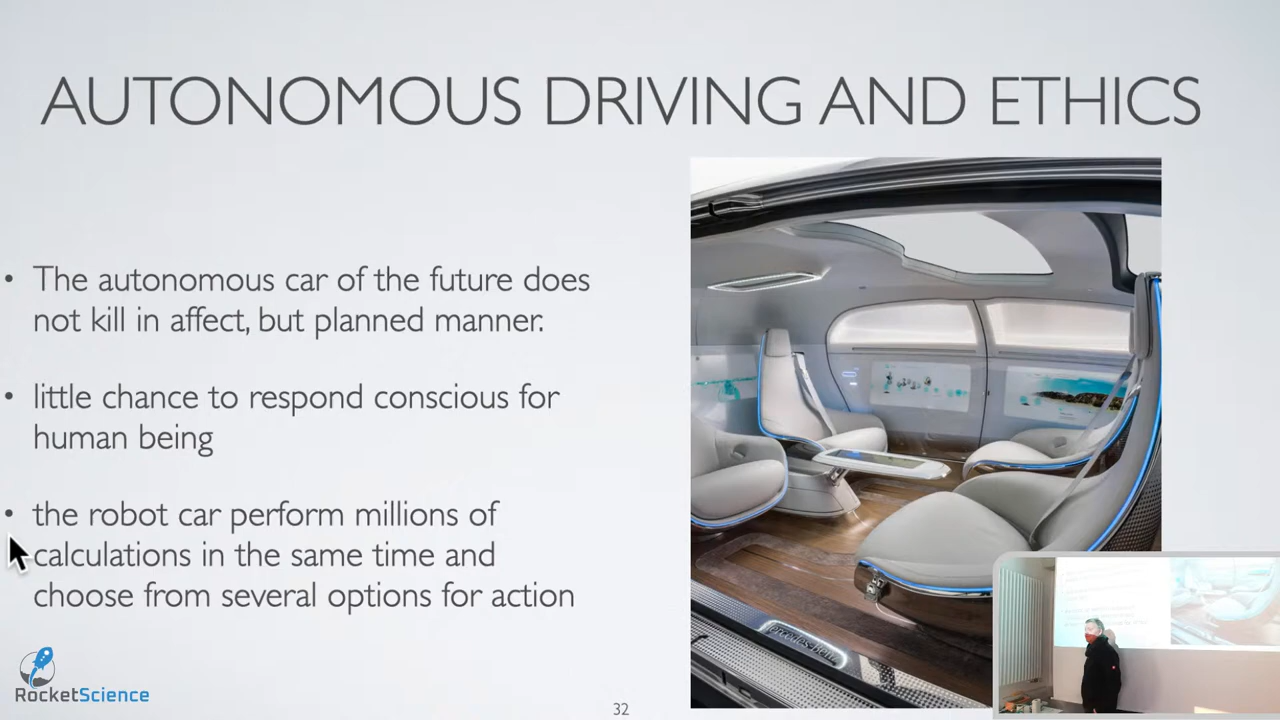 AUTONOMOUS DRIVING AND ETHICS
• The autonomous car of the future does
not kill in affect, but planned manner.
• little chance to respond conscious for
human being
• the robot car perform millions of
calculations in the same time and
choose from several options for action
RocketScience
32